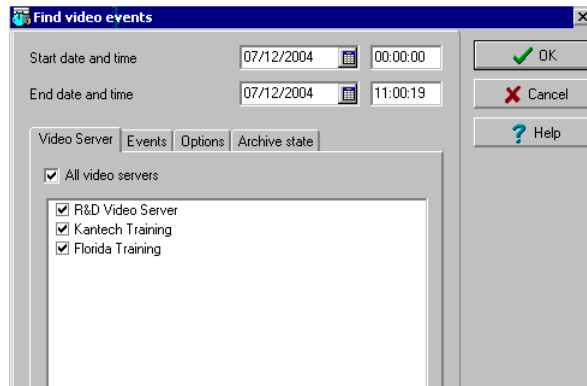 Find video events
Start date and time 07/12/2004 00:00:00
OK
End date and time 07/12/2004 11:00:19
Cancel
Help
Video Server Events Options Archive state
All video servers
R&D Video Server
Kantech Training
Florida Training